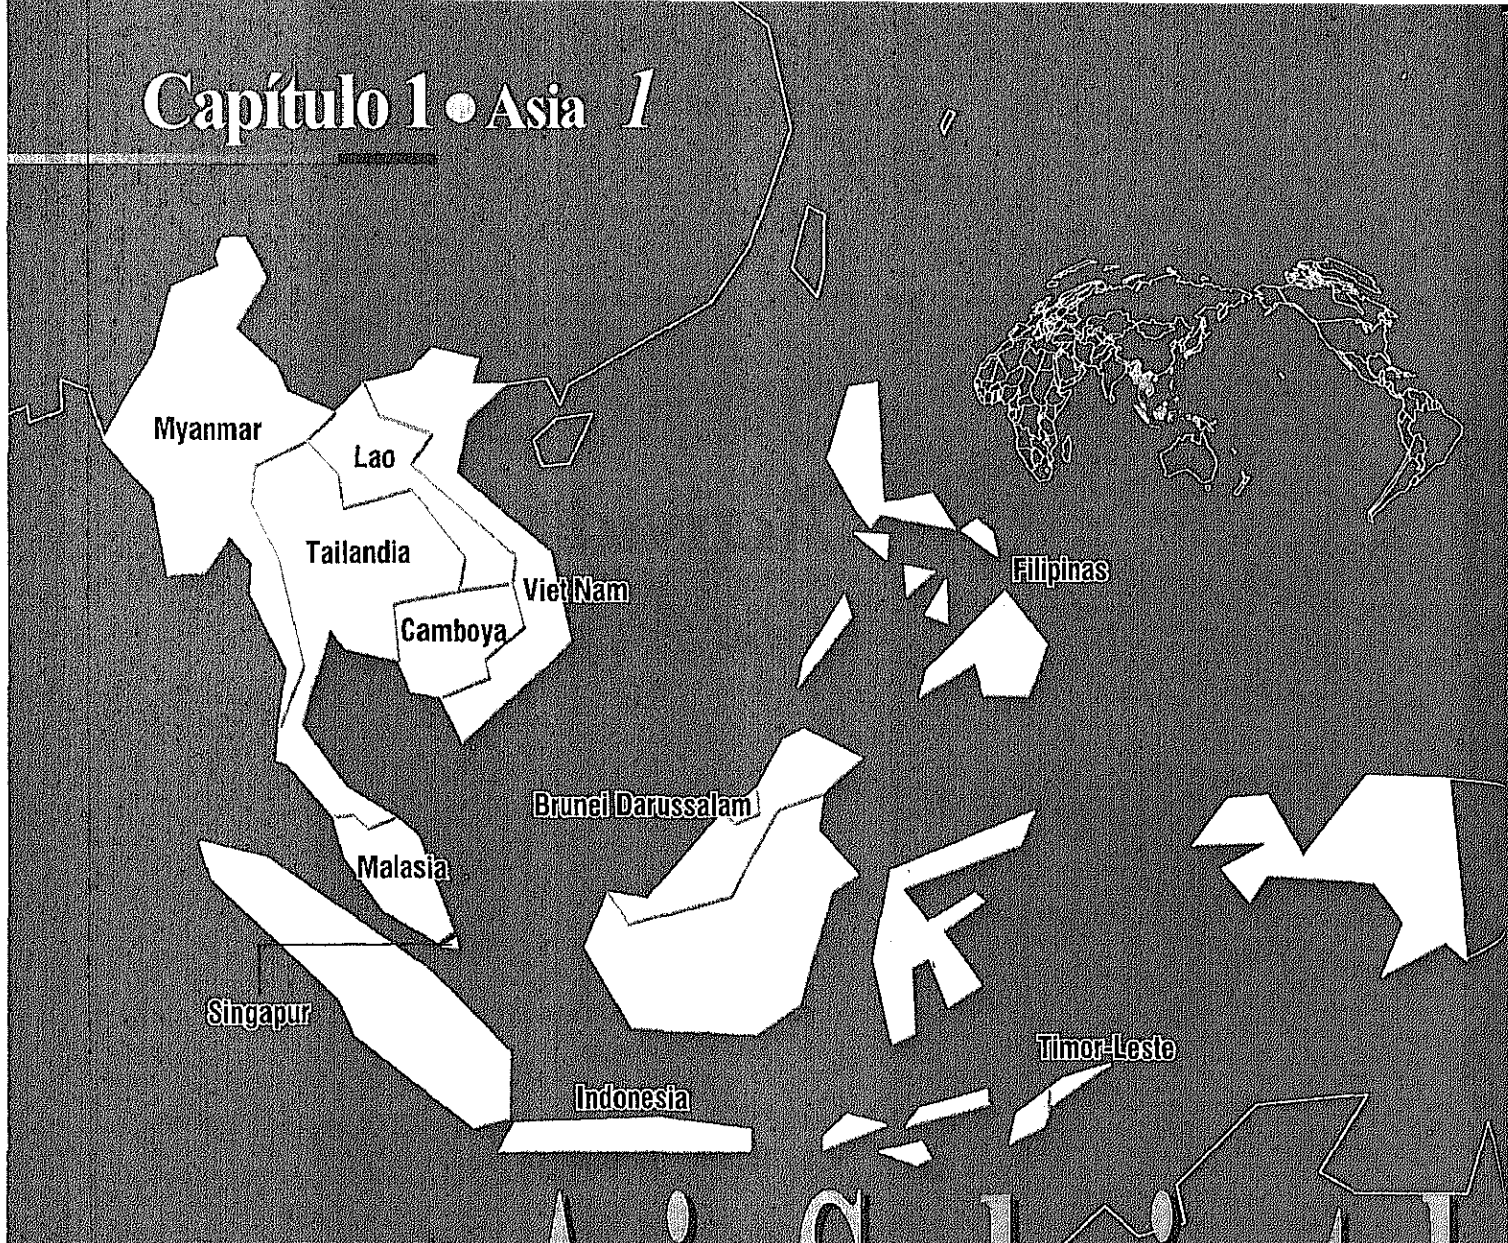 Capítulo 1 ● Asia 1
Myanmar
Lao
Tailandia
Viet Nam
Camboya
Filipinas
Brunei Darussalam
Malasia
Singapur
Timor-Leste
Indonesia